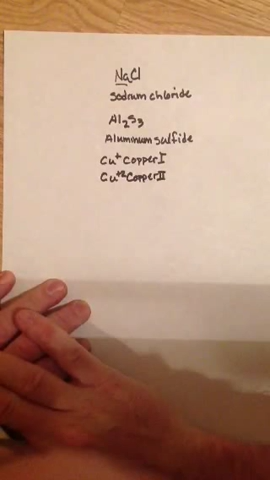 NaCl
Sodium chloride
Al2S3
Aluminum sulfide
Cu+ Copper I
Cu+2 Copper II